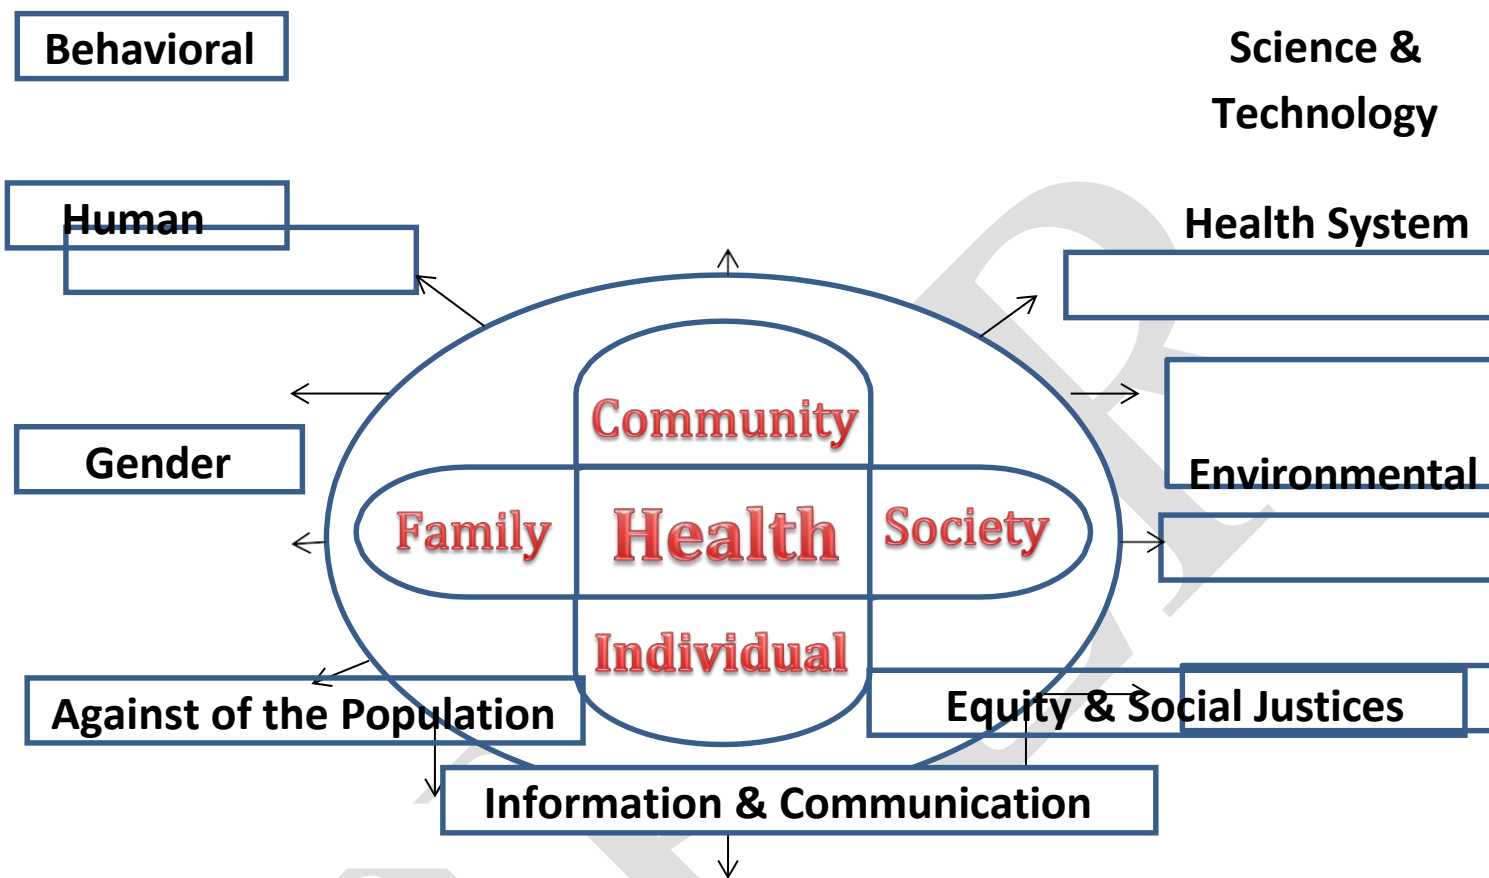 Behavioral
Science &
Technology
Human
Health System
Community
Gender
Environmental
Family
Health
Society
Individual
Against of the Population
Equity & Social Justices
Information & Communication